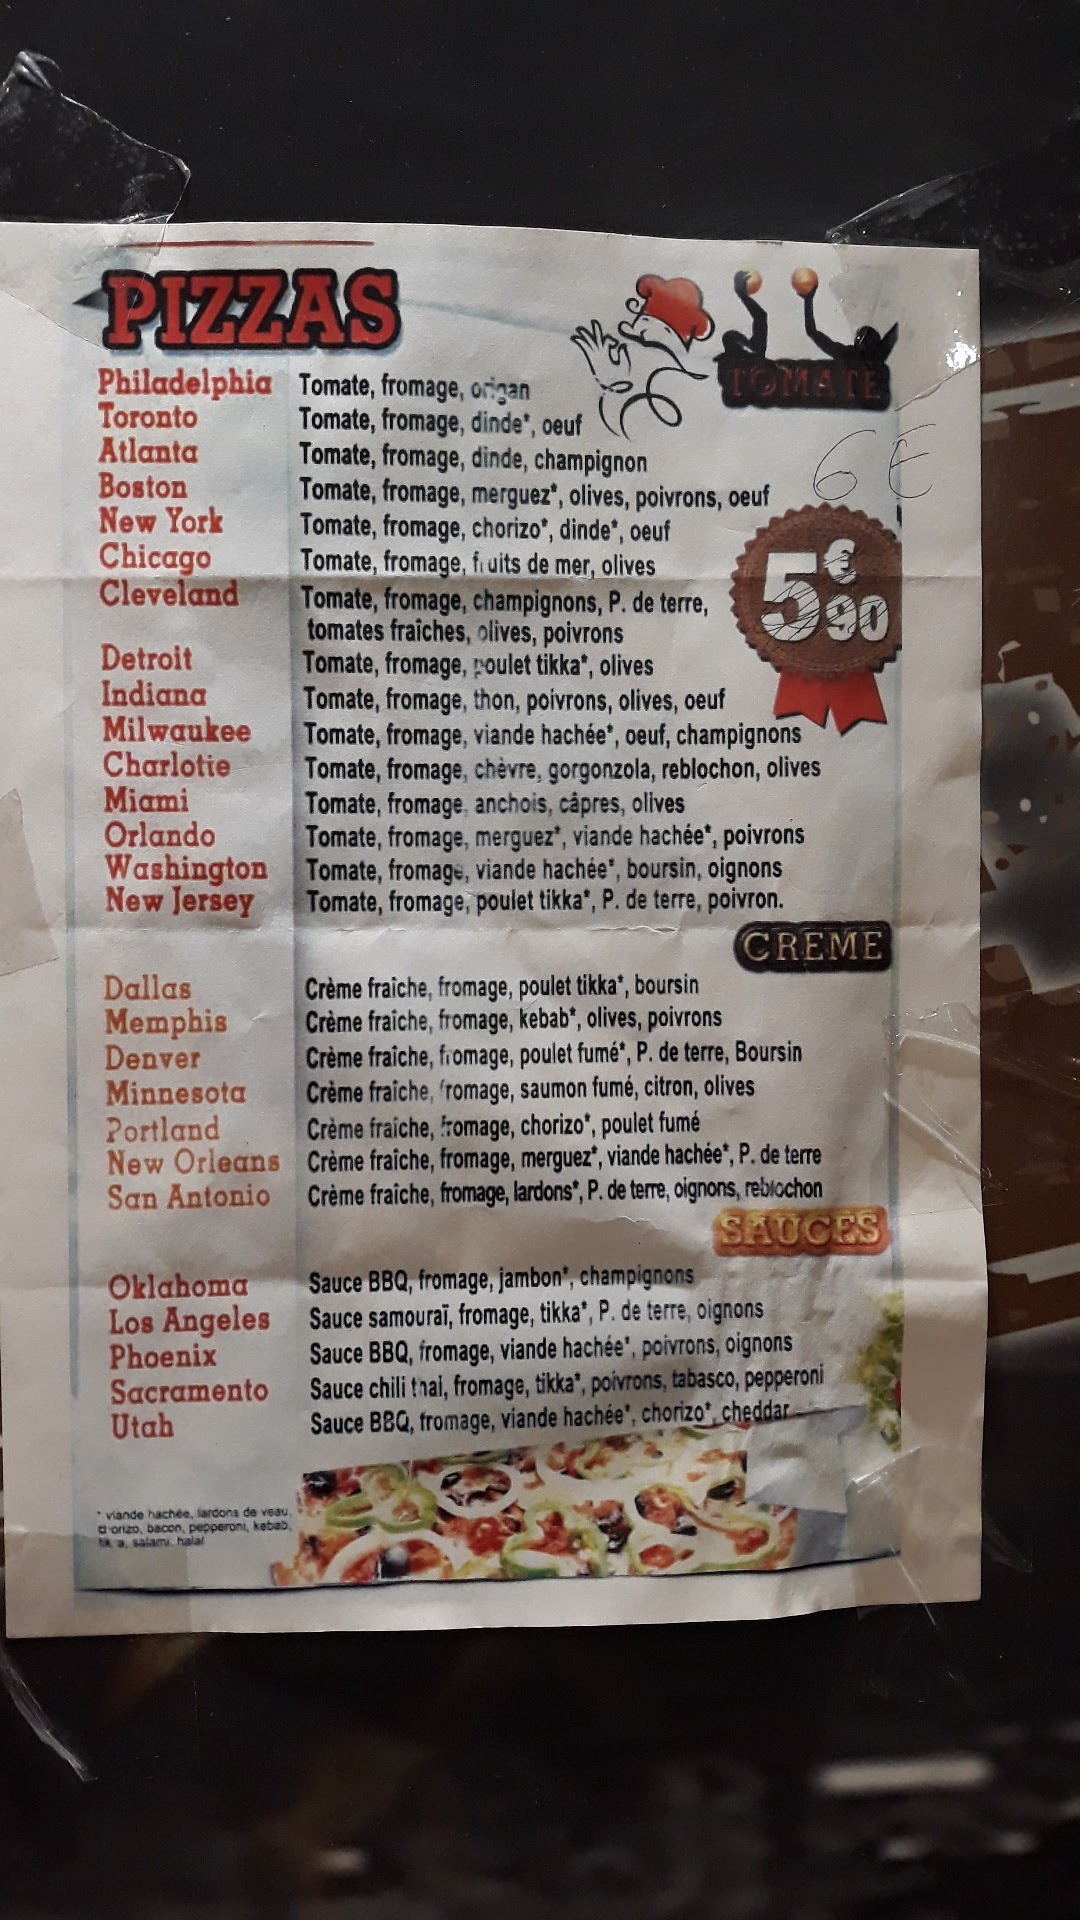 PIZZAS
TOMATE
6€
5€90
Philadelphia Tomate, fromage, origan
Toronto Tomate, fromage, dinde*, oeuf
Atlanta Tomate, fromage, dinde, champignon
Boston Tomate, fromage, merguez*, olives, poivrons, oeuf
New York Tomate, fromage, chorizo*, dinde*, oeuf
Chicago Tomate, fromage, fruits de mer, olives
Cleveland Tomate, fromage, champignons, P. de terre,
tomates fraîches, olives, poivrons
Detroit Tomate, fromage, poulet tikka*, olives
Indiana Tomate, fromage, thon, poivrons, olives, oeuf
Milwaukee Tomate, fromage, viande hachée*, oeuf, champignons
Charlotie Tomate, fromage, chèvre, gorgonzola, reblochon, olives
Miami Tomate, fromage, anchois, câpres, olives
Orlando Tomate, fromage, merguez*, viande hachée*, poivrons
Washington Tomate, fromage, viande hachée*, boursin, oignons
New Jersey Tomate, fromage, poulet tikka*, P. de terre, poivron.
CREME
Dallas Crème fraîche, fromage, poulet tikka*, boursin
Memphis Crème fraîche, fromage, kebab*, olives, poivrons
Denver Crème fraîche, fromage, poulet fumé*, P. de terre, Boursin
Minnesota Crème fraîche, fromage, saumon fumé, citron, olives
Portland Crème fraîche, fromage, chorizo*, poulet fumé
New Orleans Crème fraîche, fromage, merguez*, viande hachée*, P. de terre
San Antonio Crème fraîche, fromage, lardons*, P. de terre, oignons, reblochon
SAUCES
Oklahoma Sauce BBQ, fromage, jambon*, champignons
Los Angeles Sauce samouraï, fromage, tikka*, P. de terre, oignons
Phoenix Sauce BBQ, fromage, viande hachée*, poivrons, oignons
Sacramento Sauce chili thai, fromage, tikka*, poivrons, tabasco, pepperoni
Utah Sauce BBQ, fromage, viande hachée*, chorizo*, cheddar
* viande hachée, lardons de veau,
chorizo, bacon, pepperoni, kebab,
tikka, salami: halal